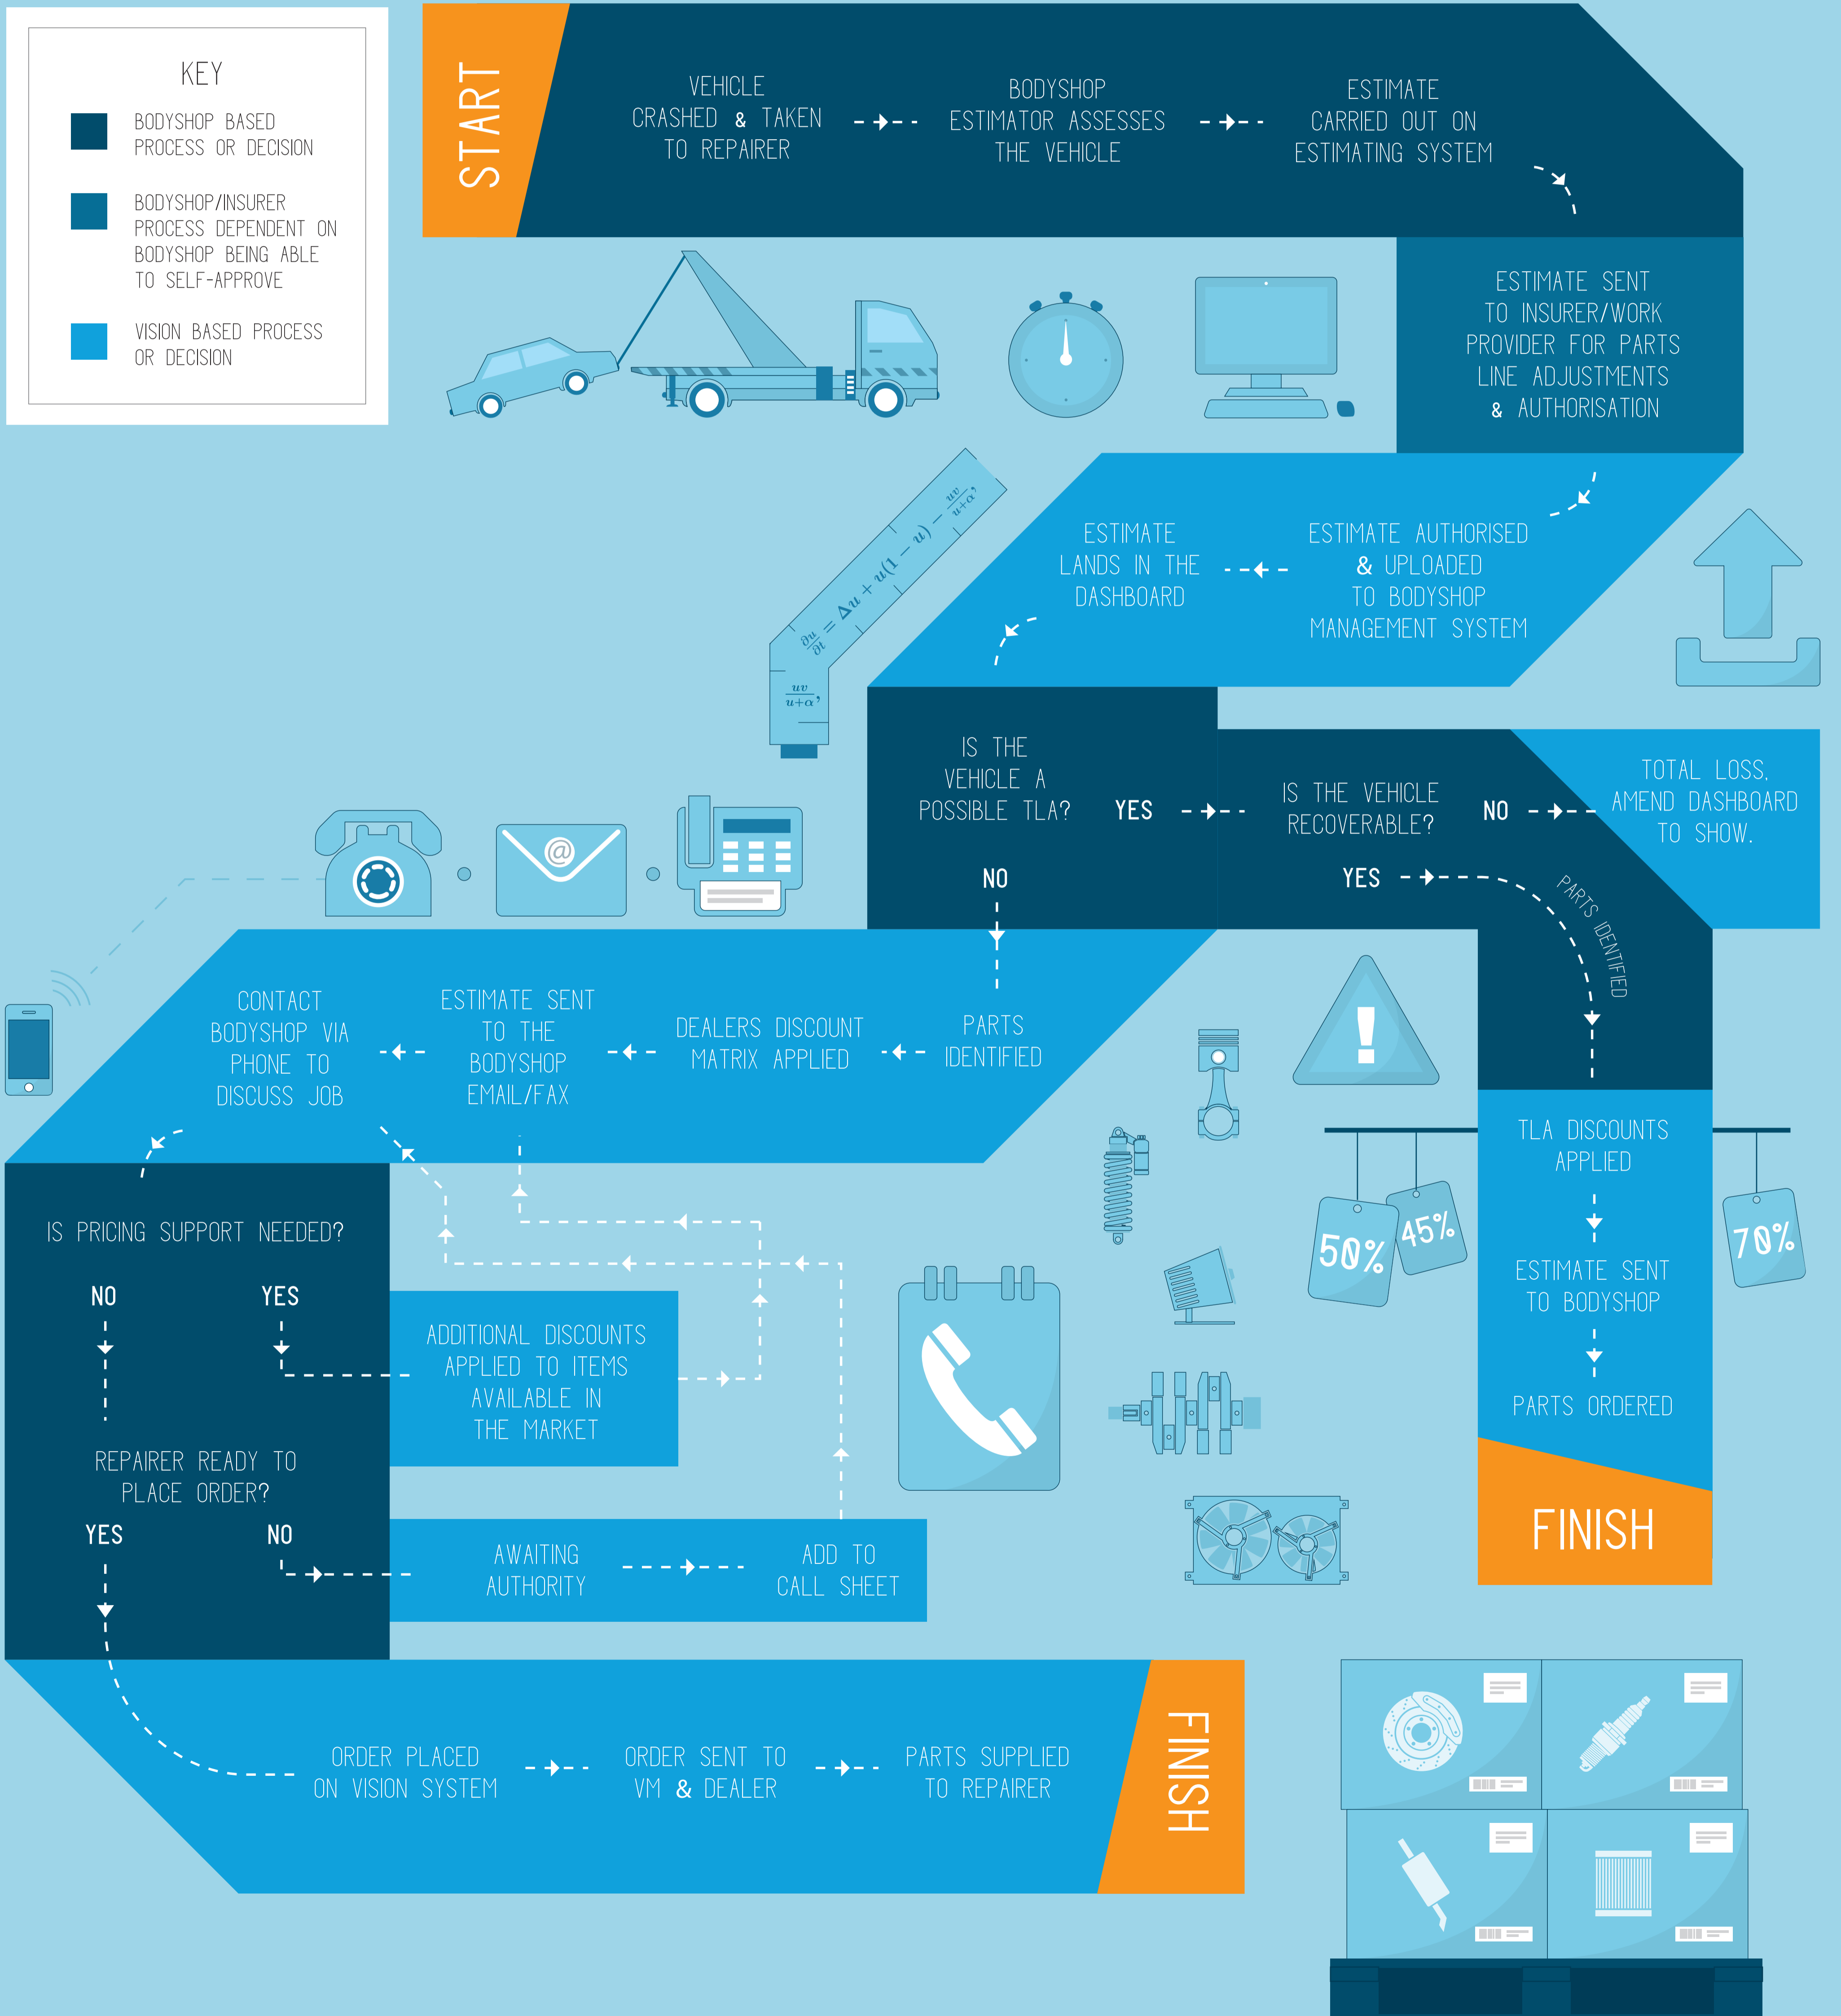 KEY
BODYSHOP BASED
PROCESS OR DECISION
BODYSHOP/INSURER
PROCESS DEPENDENT ON
BODYSHOP BEING ABLE
TO SELF-APPROVE
VISION BASED PROCESS
OR DECISION
START
VEHICLE
CRASHED & TAKEN
TO REPAIRER
BODYSHOP
ESTIMATOR ASSESSES
THE VEHICLE
ESTIMATE
CARRIED OUT ON
ESTIMATING SYSTEM
ESTIMATE SENT
TO INSURER/WORK
PROVIDER FOR PARTS
LINE ADJUSTMENTS
& AUTHORISATION
ESTIMATE AUTHORISED
& UPLOADED
TO BODYSHOP
MANAGEMENT SYSTEM
ESTIMATE
LANDS IN THE
DASHBOARD
∂u/∂t = Δu + u(1 − u) − uv/u+α,
uv/u+α,
IS THE
VEHICLE A
POSSIBLE TLA?
YES
NO
IS THE VEHICLE
RECOVERABLE?
NO
YES
TOTAL LOSS,
AMEND DASHBOARD
TO SHOW.
PARTS IDENTIFIED
TLA DISCOUNTS
APPLIED
ESTIMATE SENT
TO BODYSHOP
PARTS ORDERED
FINISH
50%
45%
70%
!
@
PARTS
IDENTIFIED
DEALERS DISCOUNT
MATRIX APPLIED
ESTIMATE SENT
TO THE
BODYSHOP
EMAIL/FAX
CONTACT
BODYSHOP VIA
PHONE TO
DISCUSS JOB
IS PRICING SUPPORT NEEDED?
NO
YES
ADDITIONAL DISCOUNTS
APPLIED TO ITEMS
AVAILABLE IN
THE MARKET
REPAIRER READY TO
PLACE ORDER?
YES
NO
AWAITING
AUTHORITY
ADD TO
CALL SHEET
ORDER PLACED
ON VISION SYSTEM
ORDER SENT TO
VM & DEALER
PARTS SUPPLIED
TO REPAIRER
FINISH